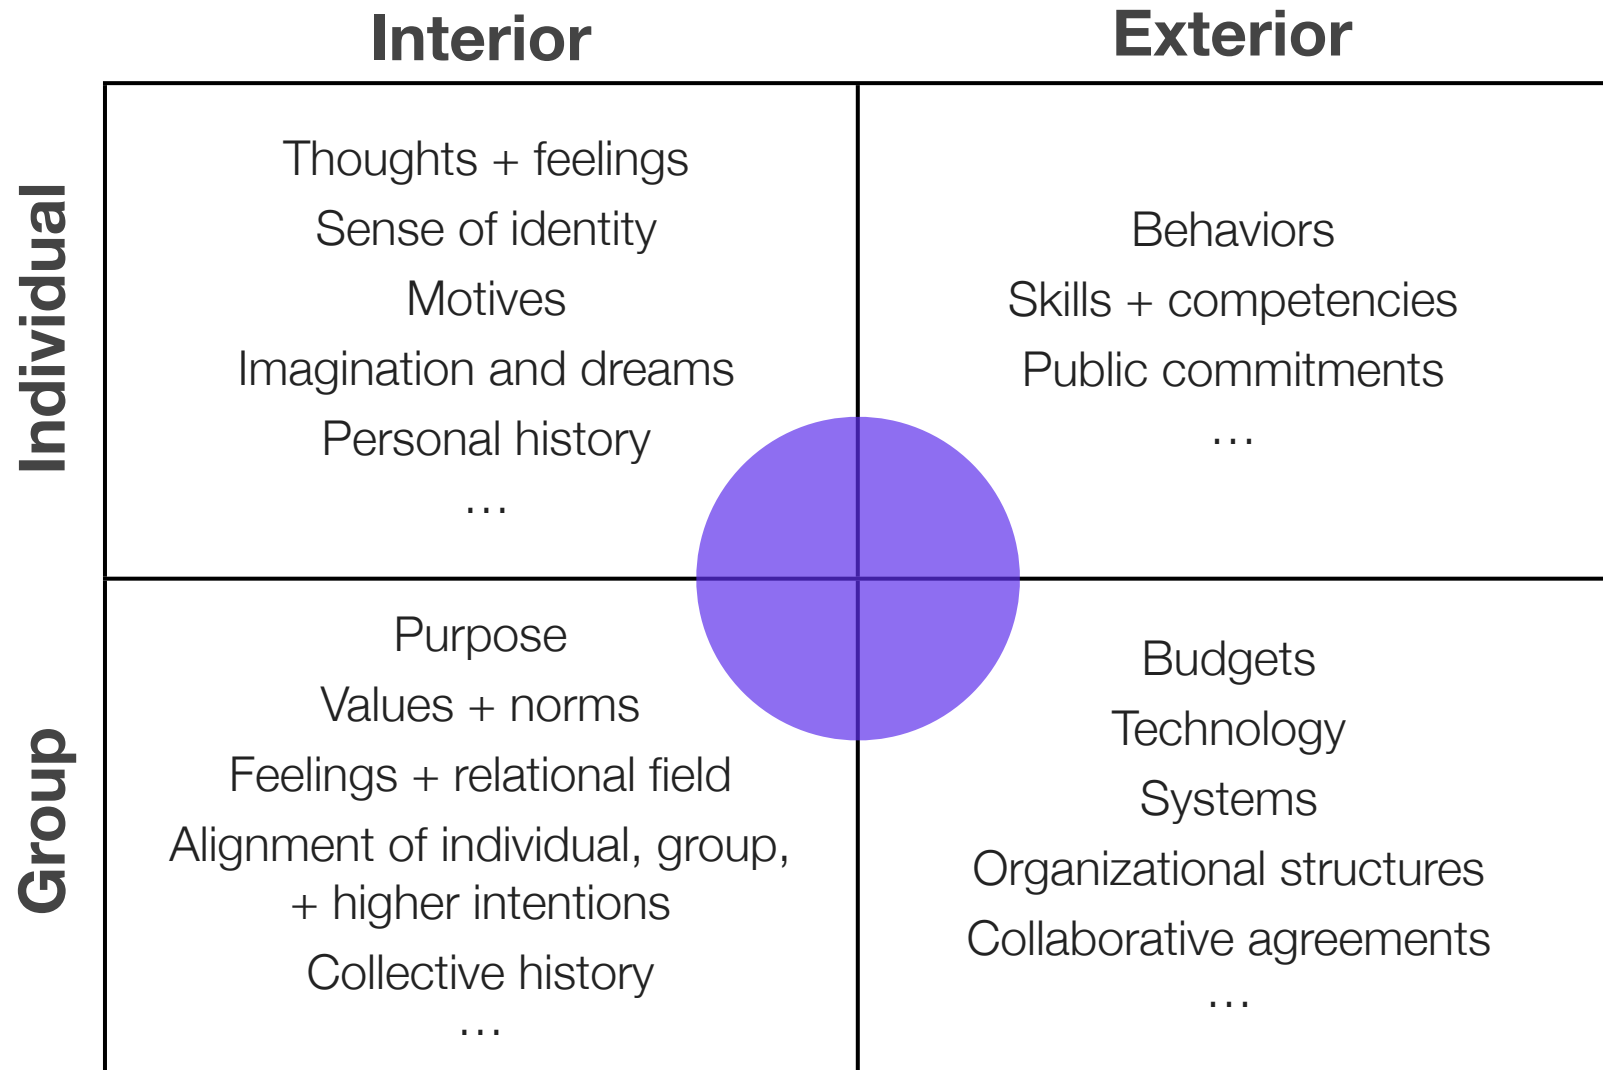 Interior
Exterior
Individual
Thoughts + feelings
Sense of identity
Motives
Imagination and dreams
Personal history
…
Behaviors
Skills + competencies
Public commitments
…
Group
Purpose
Values + norms
Feelings + relational field
Alignment of individual, group,
+ higher intentions
Collective history
…
Budgets
Technology
Systems
Organizational structures
Collaborative agreements
…